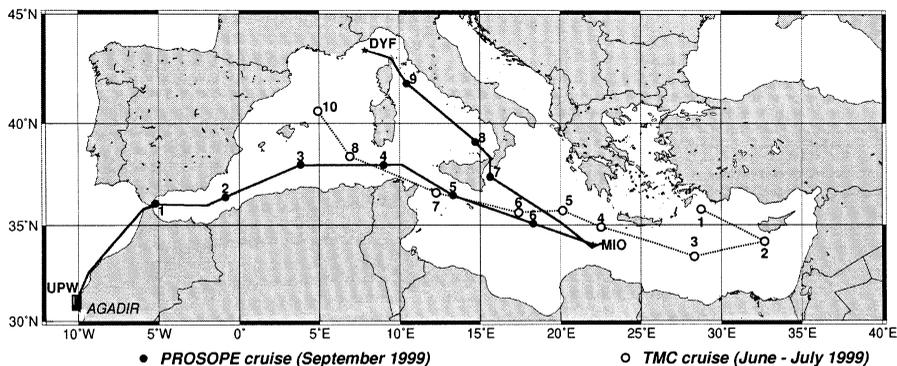 45˚N
DYF
9
10
40˚N
8
8
3
4
7
2
5
5
1
7
6
4
1
35˚N
6
3
2
MIO
UPW
AGADIR
30˚N
10˚W
5˚W
0˚
5˚E
10˚E
15˚E
20˚E
25˚E
30˚E
35˚E
40˚E
PROSOPE cruise (September 1999)
TMC cruise (June - July 1999)